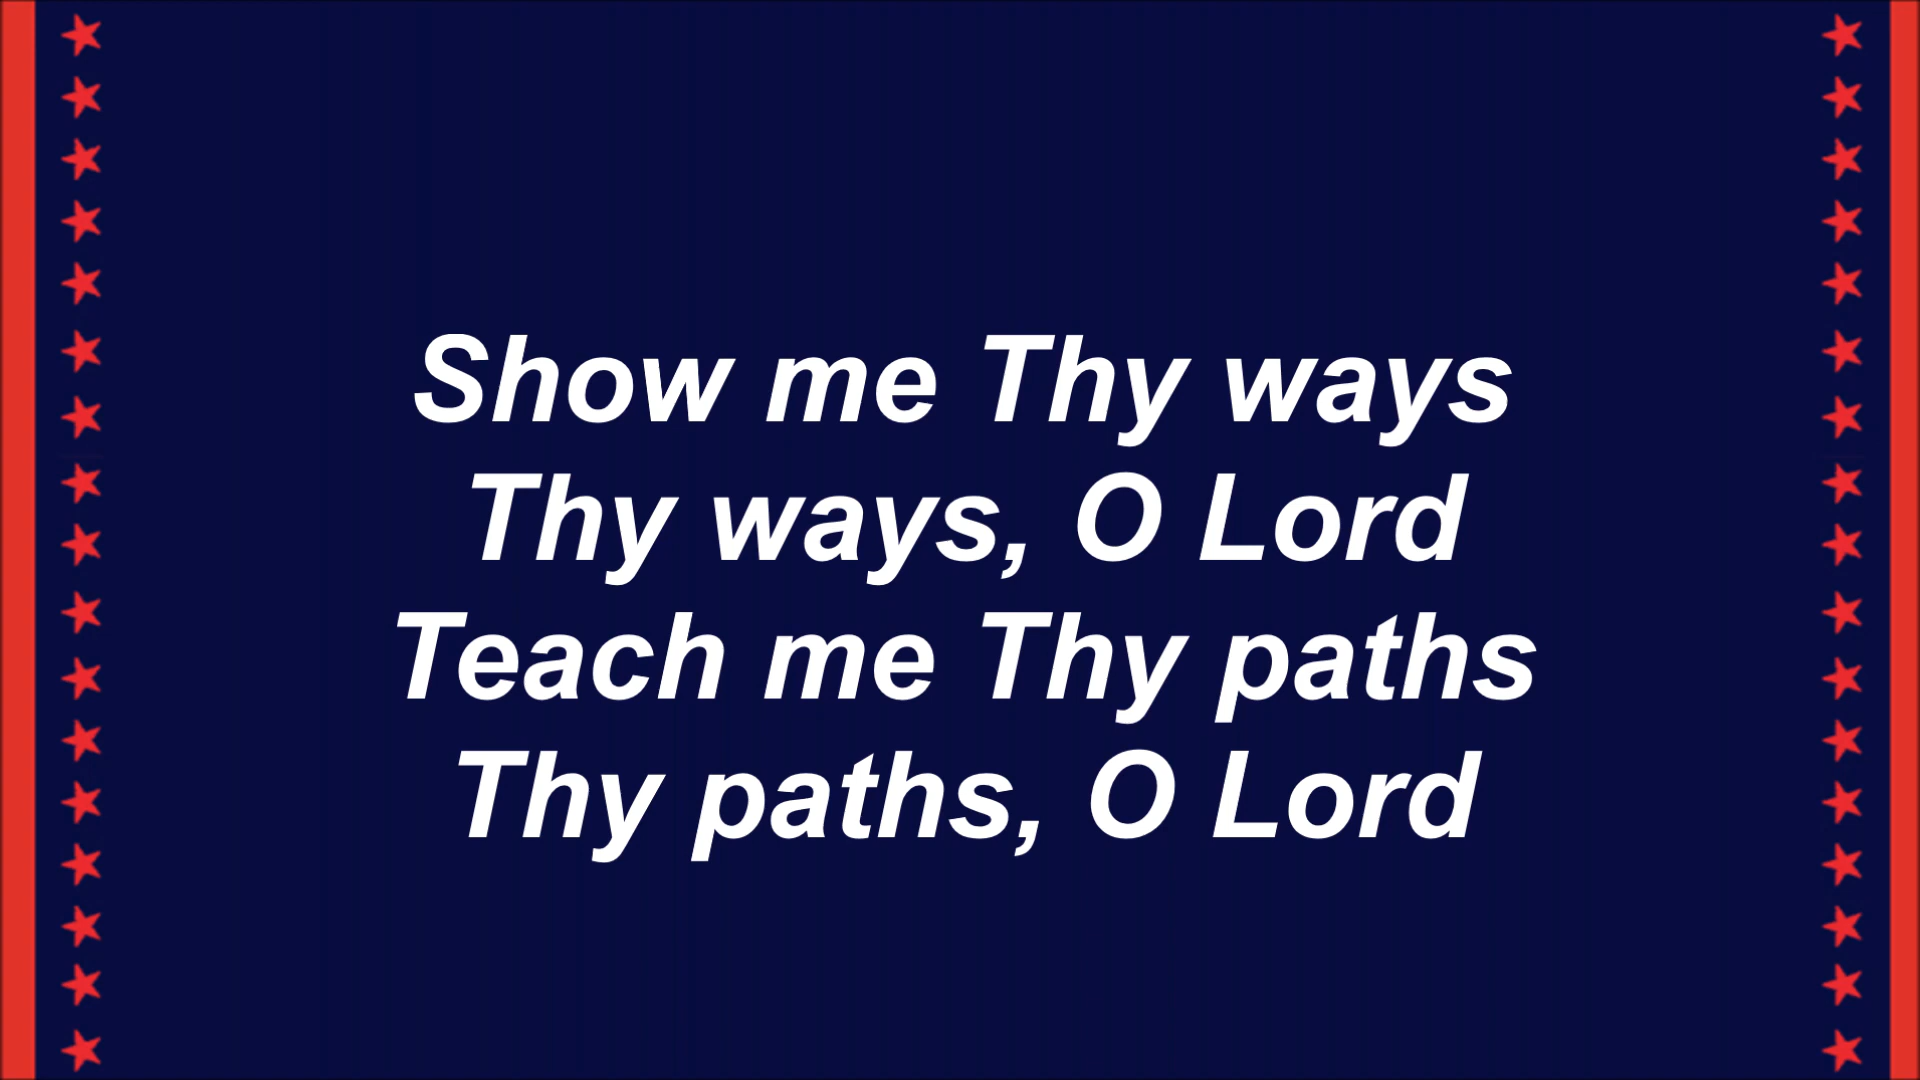 Show me Thy ways
Thy ways, O Lord
Teach me Thy paths
Thy paths, O Lord